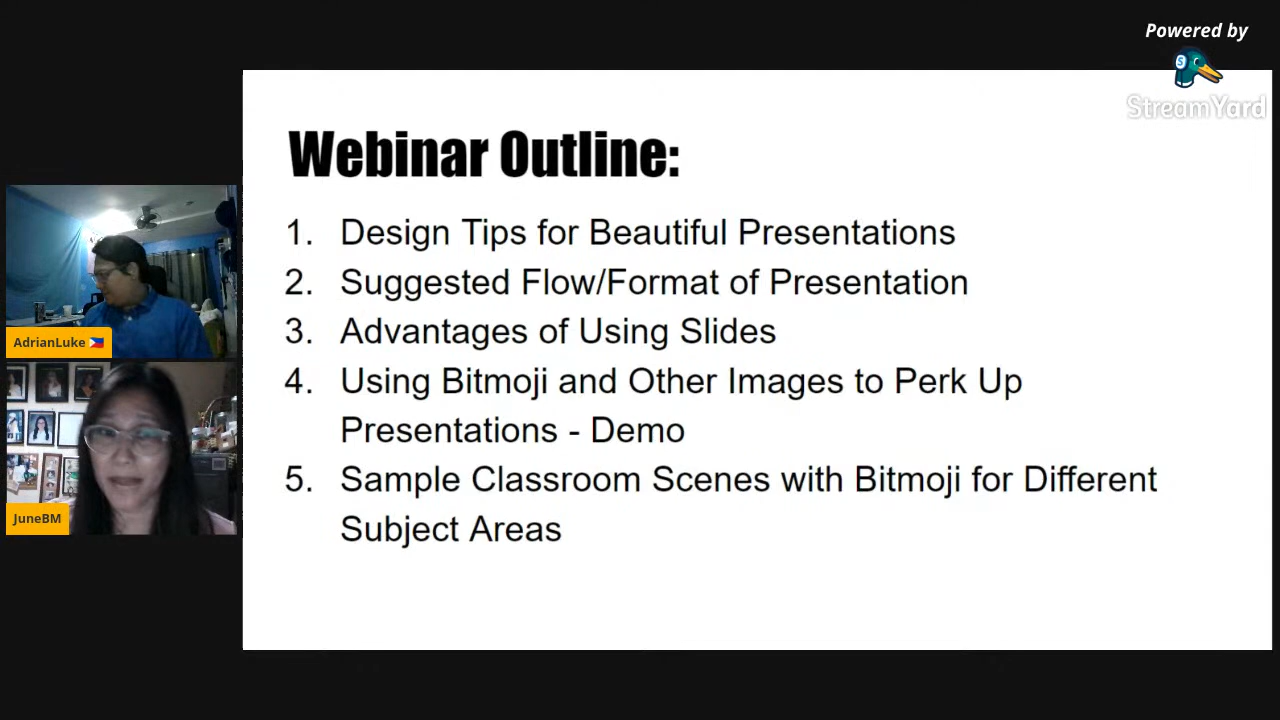 Powered by
StreamYard
Webinar Outline:
1. Design Tips for Beautiful Presentations
2. Suggested Flow/Format of Presentation
3. Advantages of Using Slides
4. Using Bitmoji and Other Images to Perk Up
Presentations - Demo
5. Sample Classroom Scenes with Bitmoji for Different
Subject Areas
AdrianLuke 🇵🇭
JuneBM